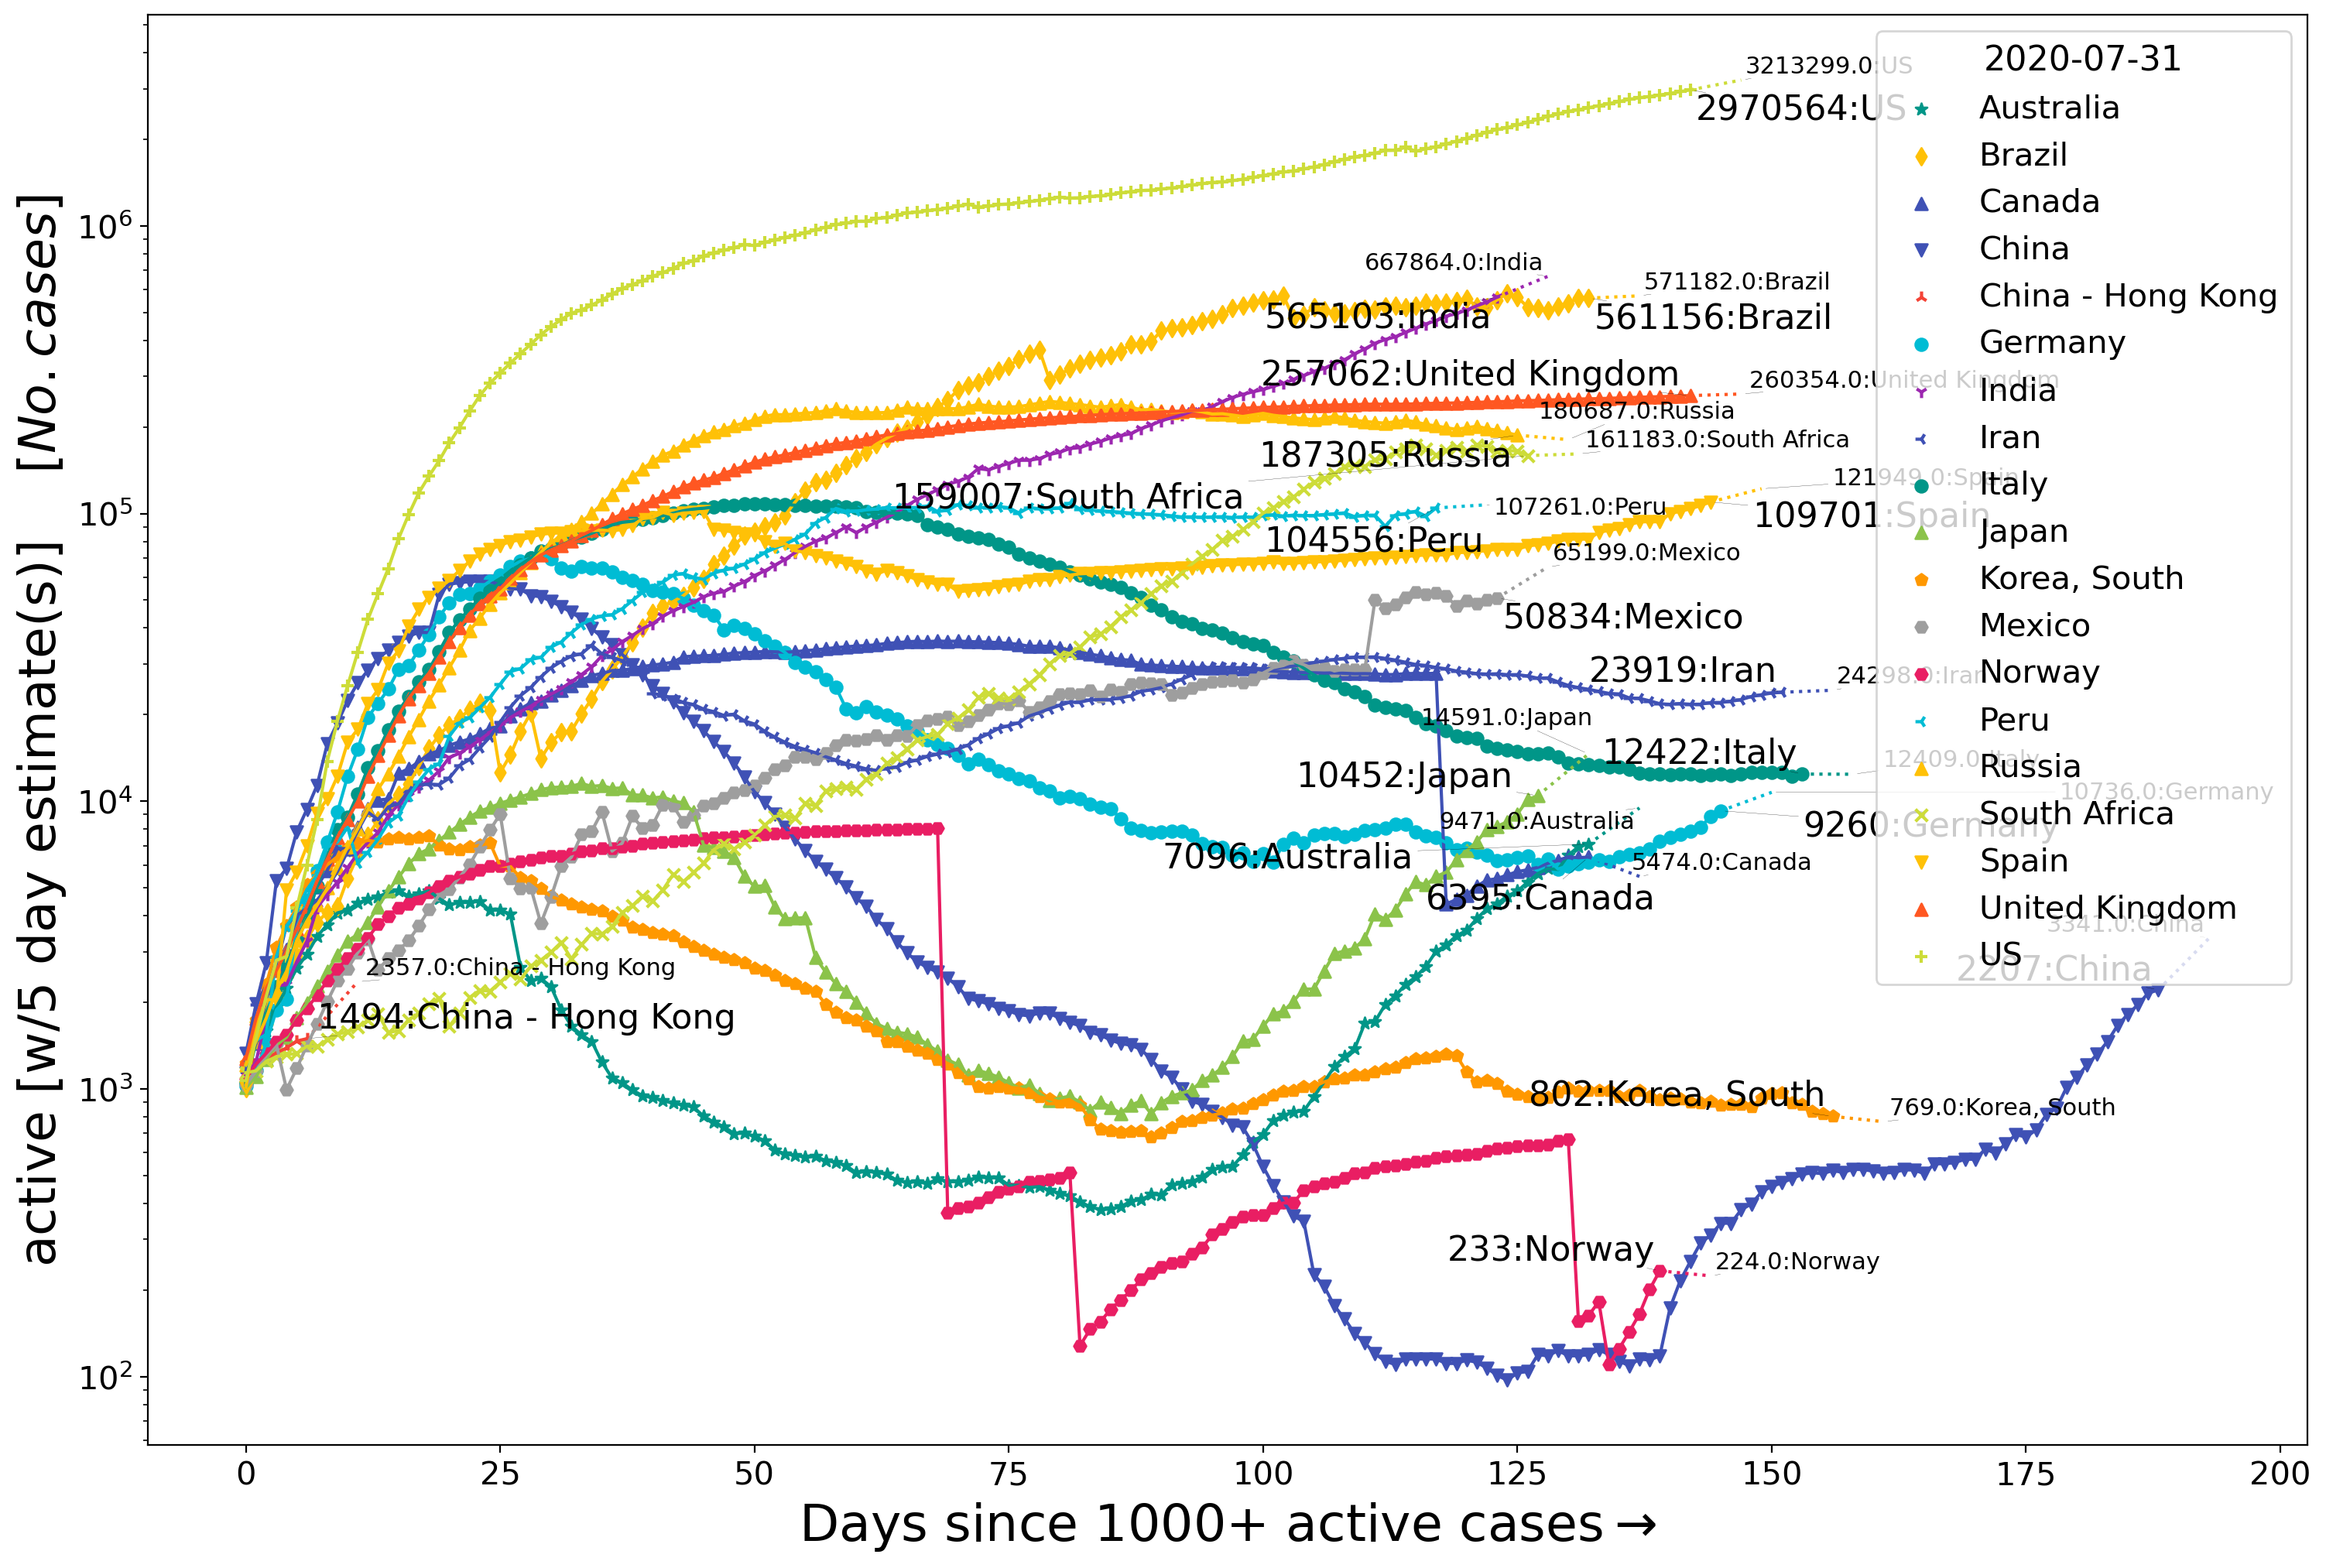 active [w/5 day estimate(s)] [No. cases]
10^6
10^5
10^4
10^3
10^2
3213299.0:US
2970564:US
667864.0:India
571182.0:Brazil
565103:India
561156:Brazil
257062:United Kingdom
260354.0:United Kingdom
180687.0:Russia
187305:Russia
161183.0:South Africa
159007:South Africa
121949.0:Spain
109701:Spain
107261.0:Peru
104556:Peru
65199.0:Mexico
50834:Mexico
23919:Iran
24298.0:Iran
14591.0:Japan
12422:Italy
12409.0:Italy
10452:Japan
10736.0:Germany
9260:Germany
9471.0:Australia
7096:Australia
5474.0:Canada
6395:Canada
3341.0:China
2207:China
2357.0:China - Hong Kong
1494:China - Hong Kong
802:Korea, South
769.0:Korea, South
233:Norway
224.0:Norway
2020-07-31
Australia
Brazil
Canada
China
China - Hong Kong
Germany
India
Iran
Italy
Japan
Korea, South
Mexico
Norway
Peru
Russia
South Africa
Spain
United Kingdom
US
0 25 50 75 100 125 150 175 200
Days since 1000+ active cases→